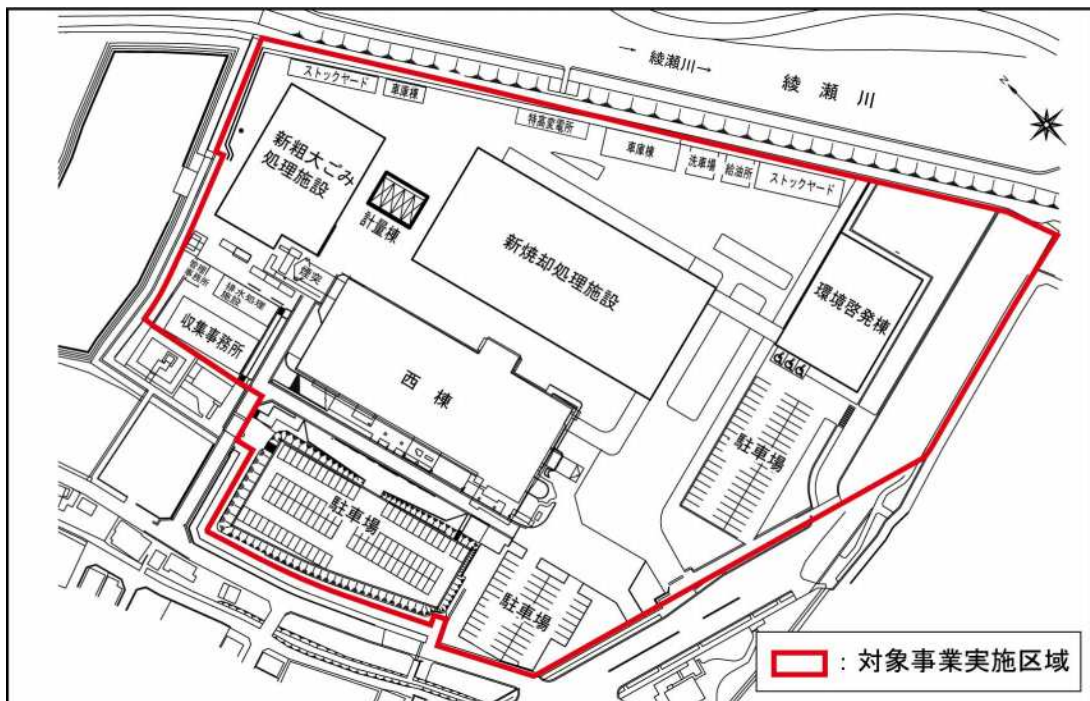 → 綾瀬川→
綾瀬川
N
ストックヤード
車庫棟
特高変電所
車庫棟
洗車場
給油所
ストックヤード
新粗大ごみ
処理施設
計量棟
新焼却処理施設
環境啓発棟
煙突
管理
事務所
排水処理
施設
収集事務所
西棟
駐車場
駐車場
駐車場
：対象事業実施区域